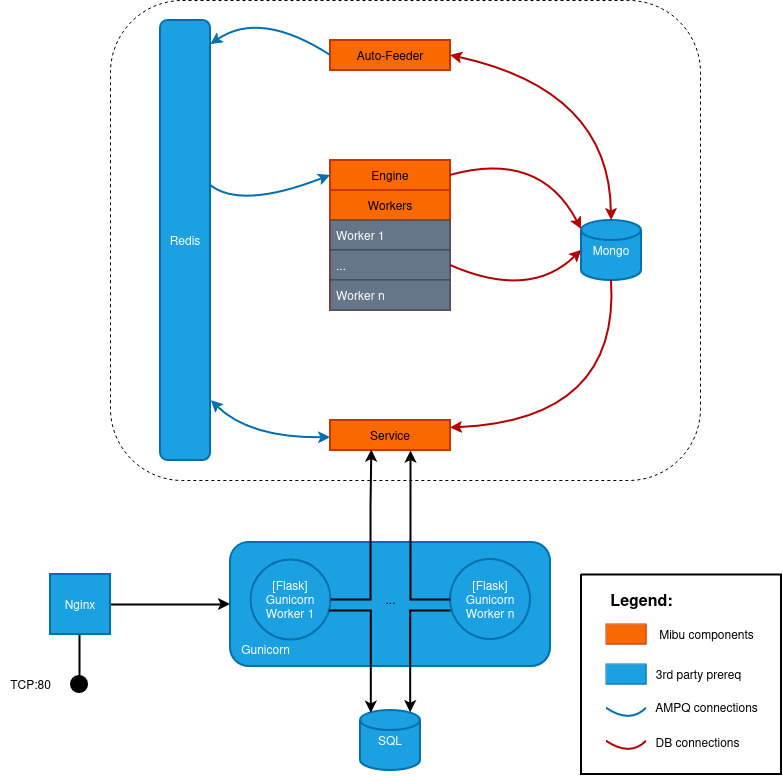 Auto-Feeder
Engine
Workers
Worker 1
...
Worker n
Redis
Mongo
Service
[Flask]
Gunicorn
Worker 1
...
[Flask]
Gunicorn
Worker n
Gunicorn
Nginx
TCP:80
SQL
Legend:
Mibu components
3rd party prereq
AMPQ connections
DB connections